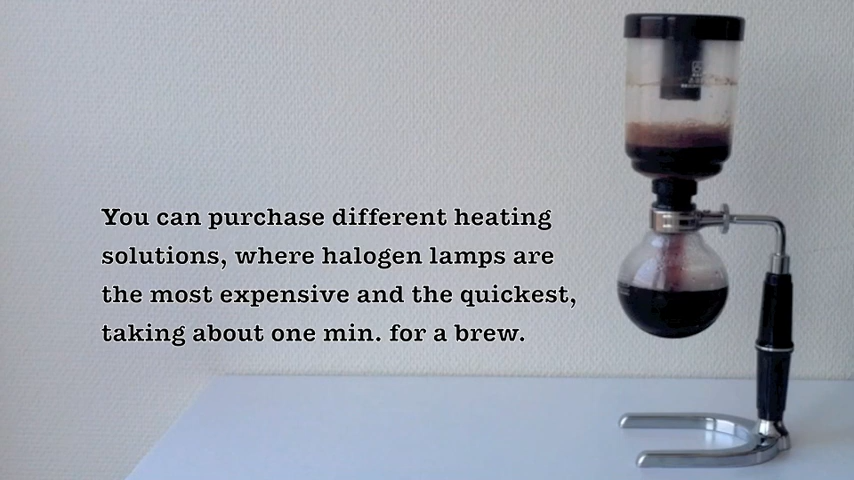 You can purchase different heating
solutions, where halogen lamps are
the most expensive and the quickest,
taking about one min. for a brew.